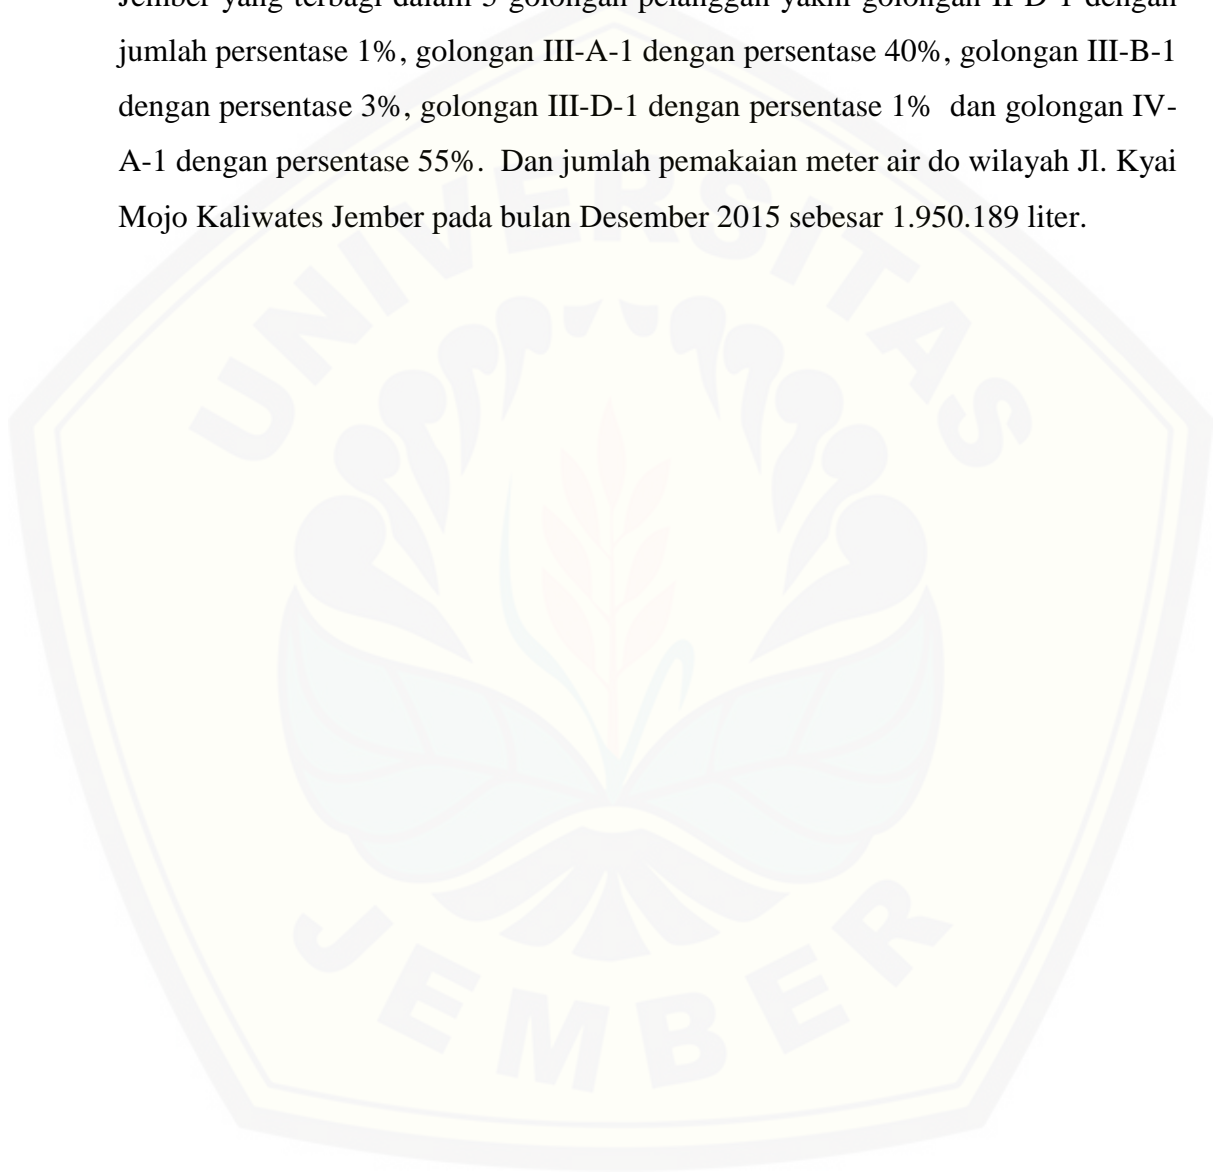 Jember yang terbagi dalam 5 golongan pelanggan yakni golongan II-D-1 dengan
jumlah persentase 1%, golongan III-A-1 dengan persentase 40%, golongan III-B-1
dengan persentase 3%, golongan III-D-1 dengan persentase 1% dan golongan IV-
A-1 dengan persentase 55%. Dan jumlah pemakaian meter air do wilayah Jl. Kyai
Mojo Kaliwates Jember pada bulan Desember 2015 sebesar 1.950.189 liter.
UNIVERSITAS
JEMBER